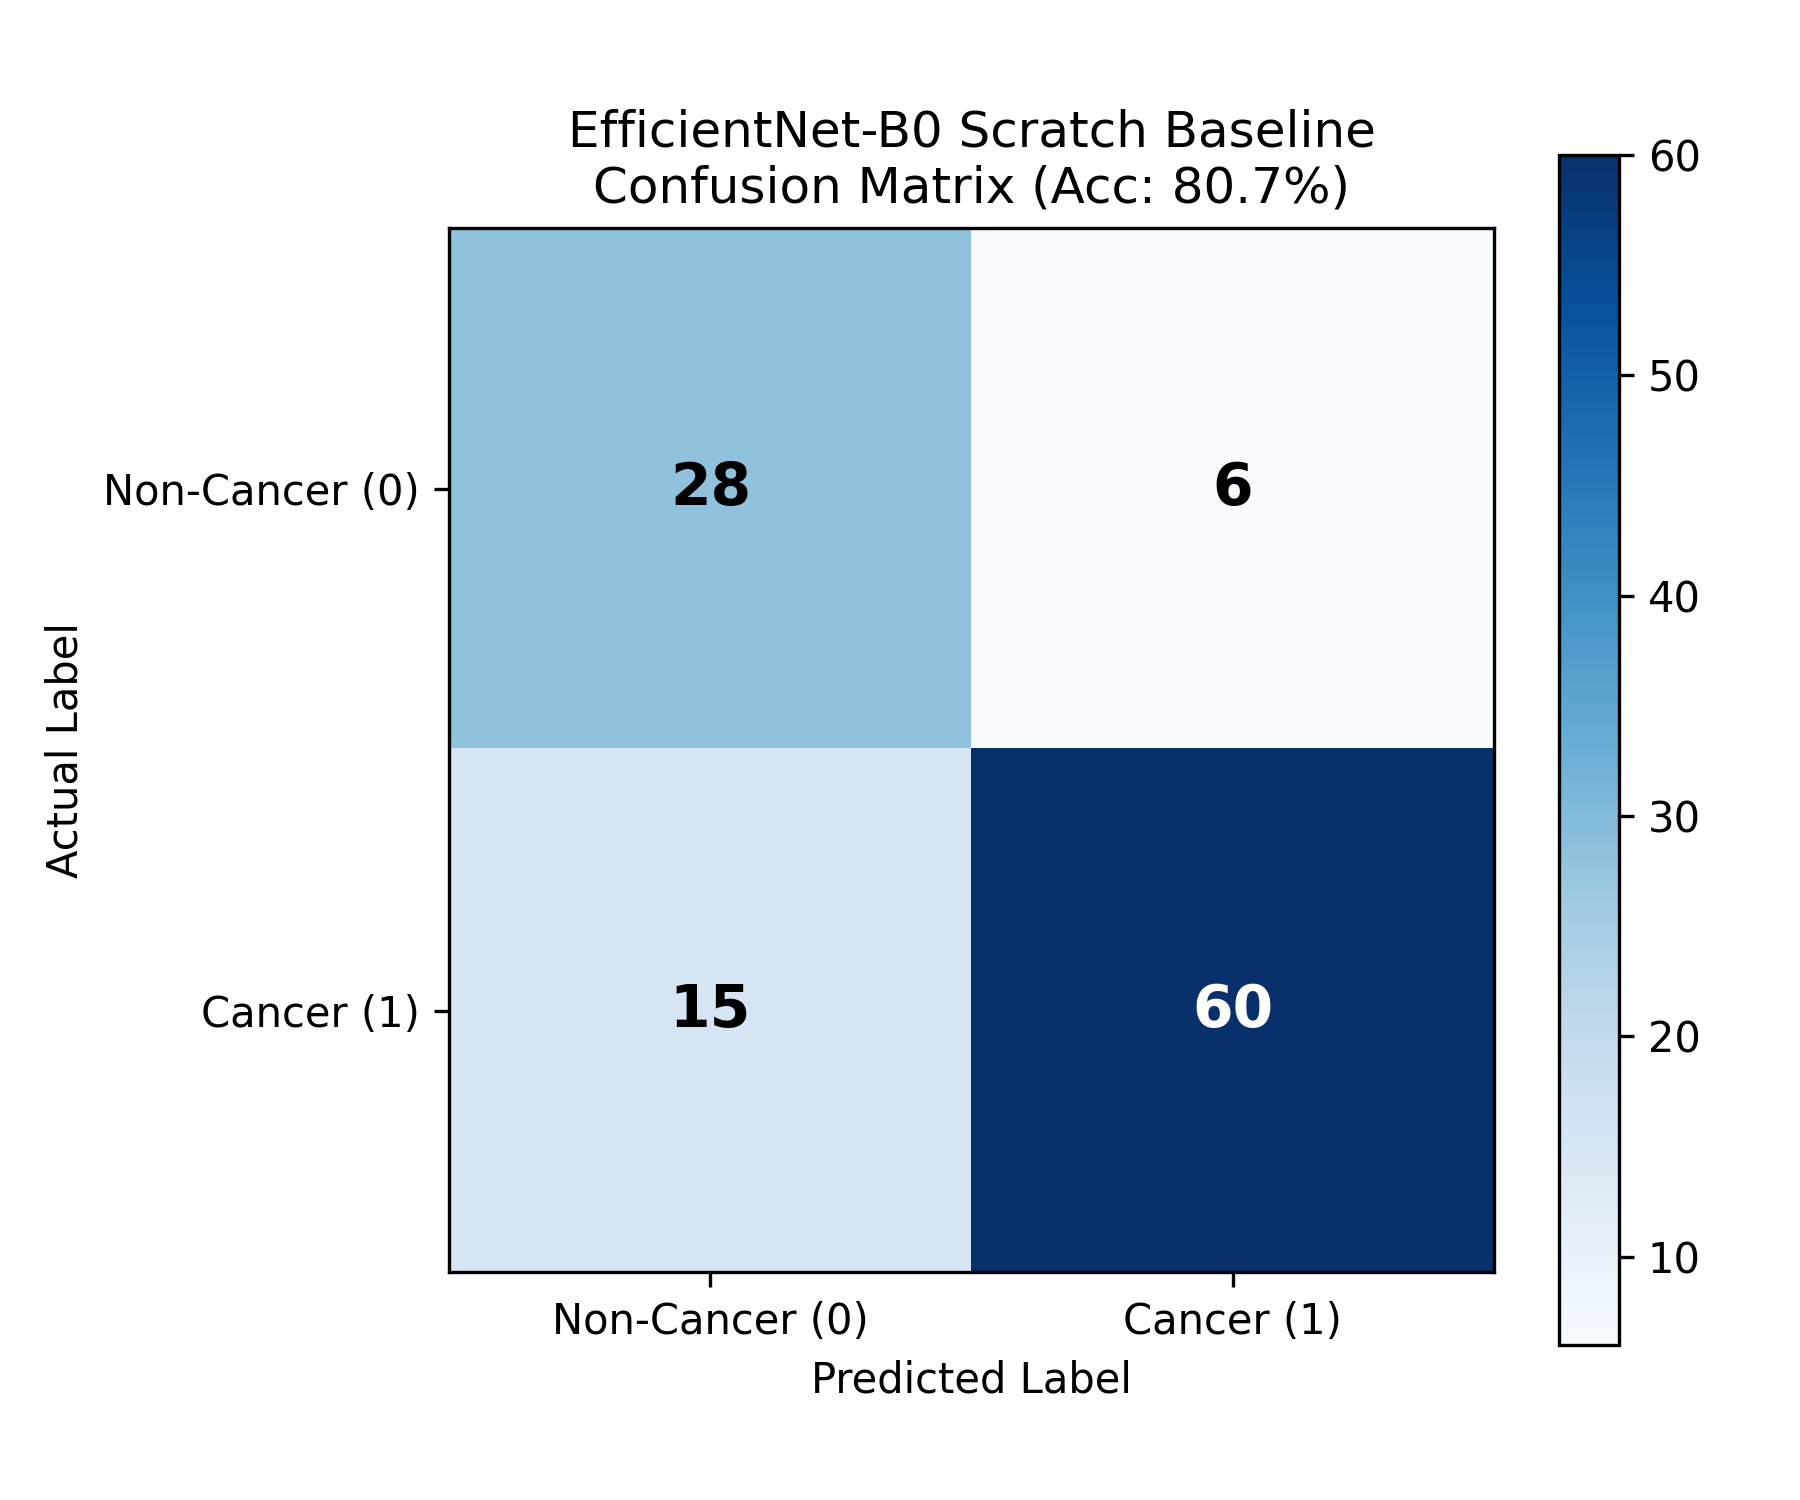 EfficientNet-B0 Scratch Baseline
Confusion Matrix (Acc: 80.7%)
60
50
40
30
20
10
Actual Label
Non-Cancer (0)
28
6
Cancer (1)
15
60
Non-Cancer (0)
Cancer (1)
Predicted Label